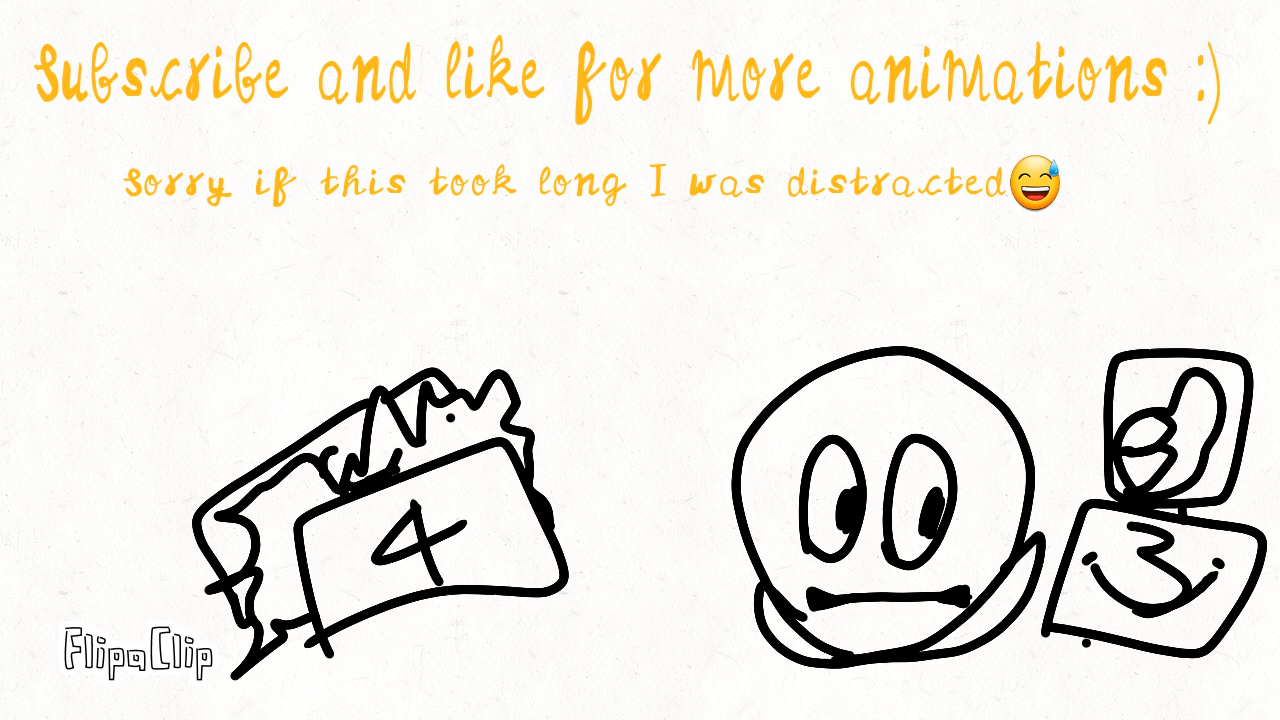 Subscribe and like for more animations :)
Sorry if this took long I was distracted😅
4
3
FlipaClip